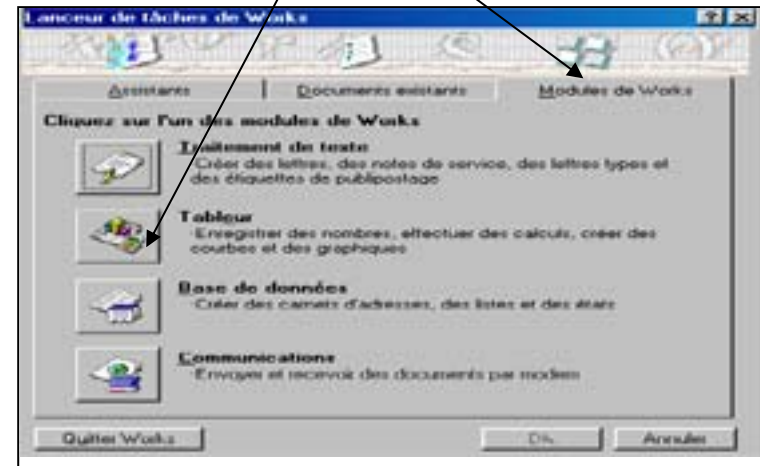 Lanceur de tâches de Works
Assistants
Documents existants
Modules de Works
Cliquez sur l'un des modules de Works
Traitement de texte
Créer des lettres, des notes de service, des lettres types et
des étiquettes de publipostage
Tableur
Enregistrer des nombres, effectuer des calculs, créer des
courbes et des graphiques
Base de données
Créer des carnets d'adresses, des listes et des états
Communications
Envoyer et recevoir des documents par modem
Quitter Works
OK
Annuler